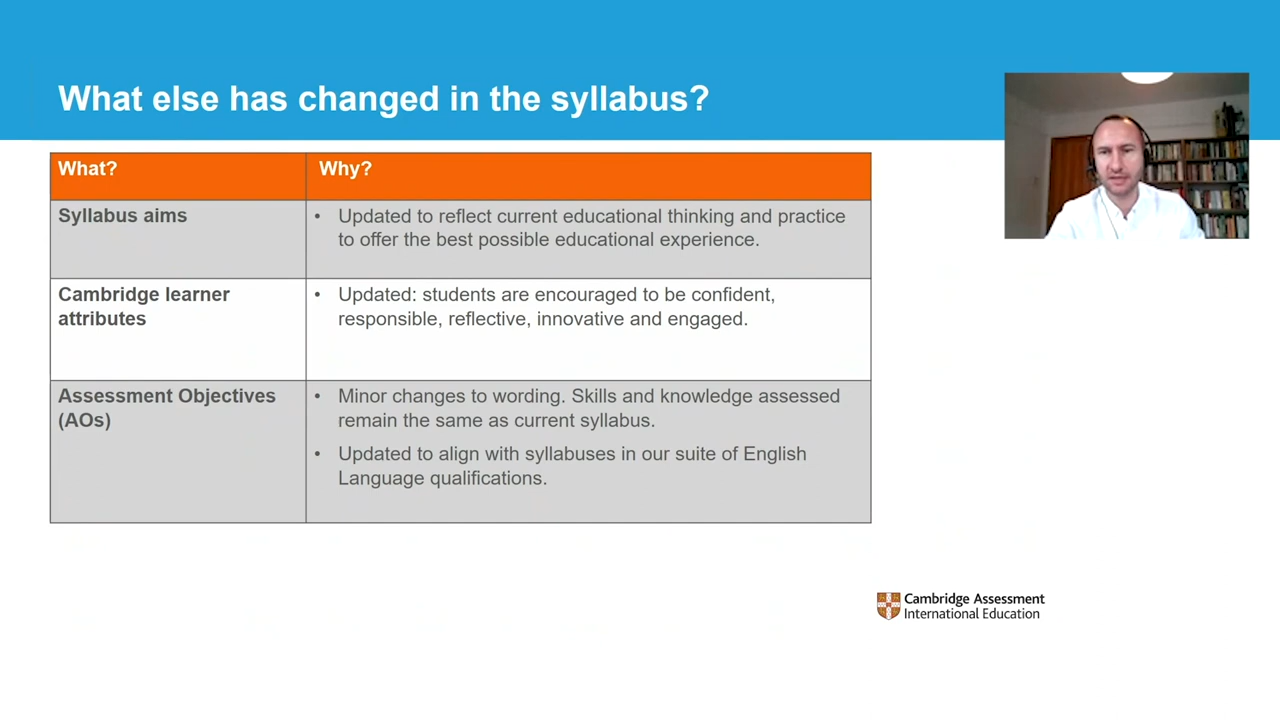 What else has changed in the syllabus?
What?
Why?
Syllabus aims
• Updated to reflect current educational thinking and practice
to offer the best possible educational experience.
Cambridge learner
attributes
• Updated: students are encouraged to be confident,
responsible, reflective, innovative and engaged.
Assessment Objectives
(AOs)
• Minor changes to wording. Skills and knowledge assessed
remain the same as current syllabus.
• Updated to align with syllabuses in our suite of English
Language qualifications.
Cambridge Assessment
International Education